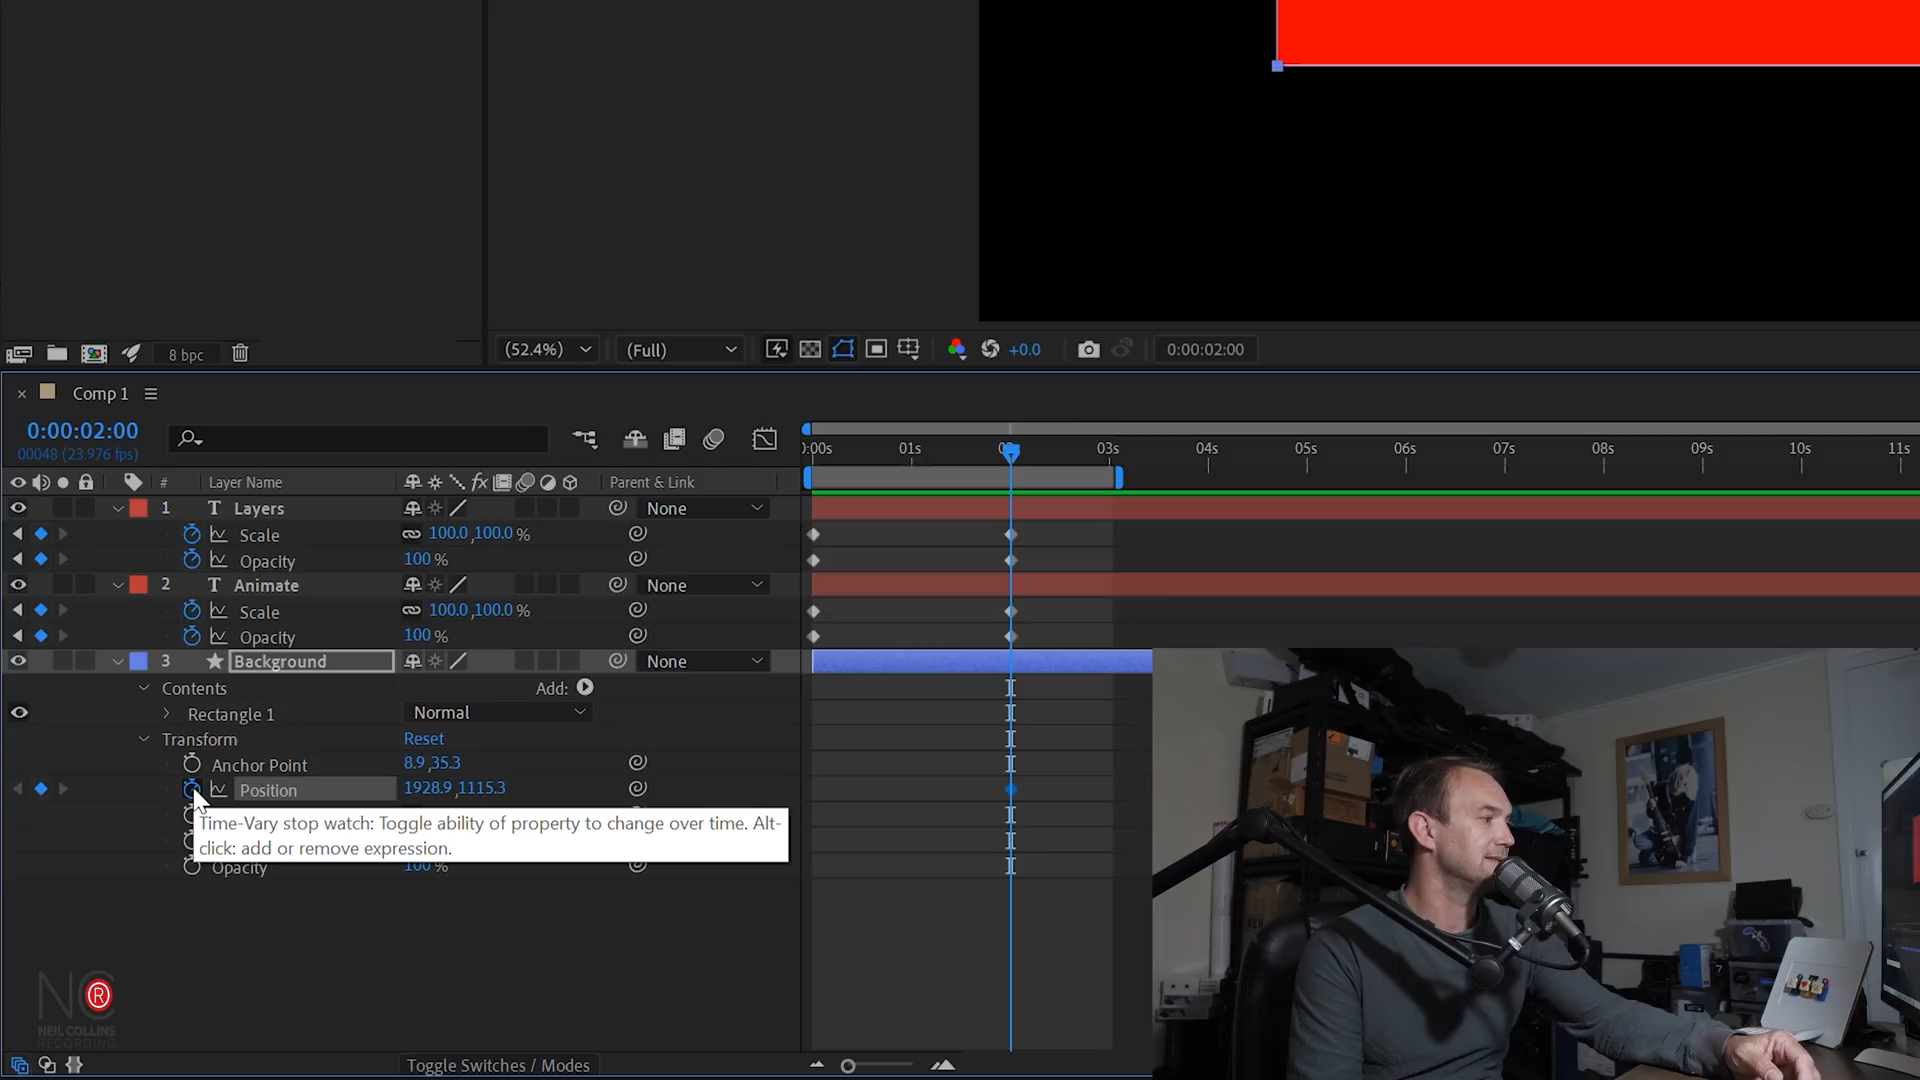 8 bpc
(52.4%)
(Full)
+0.0
0:00:02:00
× Comp 1
0:00:02:00
00048 (23.976 fps)
:00s 01s 03s 04s 05s 06s 07s 08s 09s 10s 11s
# Layer Name fx Parent & Link
1 T Layers None
Scale 100.0,100.0 %
Opacity 100 %
2 T Animate None
Scale 100.0,100.0 %
Opacity 100 %
3 Background None
Contents Add:
Rectangle 1 Normal
Transform Reset
Anchor Point 8.9,35.3
Position 1928.9,1115.3
Time-Vary stop watch: Toggle ability of property to change over time. Alt-
click: add or remove expression.
Opacity 100 %
NC
®
NEIL COLLINS
RECORDING
Toggle Switches / Modes